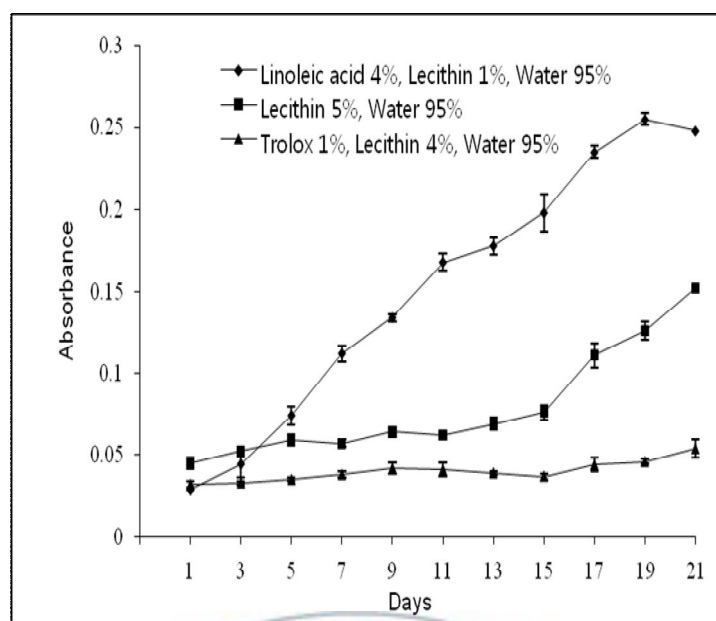 0.3
0.25
0.2
0.15
0.1
0.05
0
Absorbance
Linoleic acid 4%, Lecithin 1%, Water 95%
Lecithin 5%, Water 95%
Trolox 1%, Lecithin 4%, Water 95%
1 3 5 7 9 11 13 15 17 19 21
Days